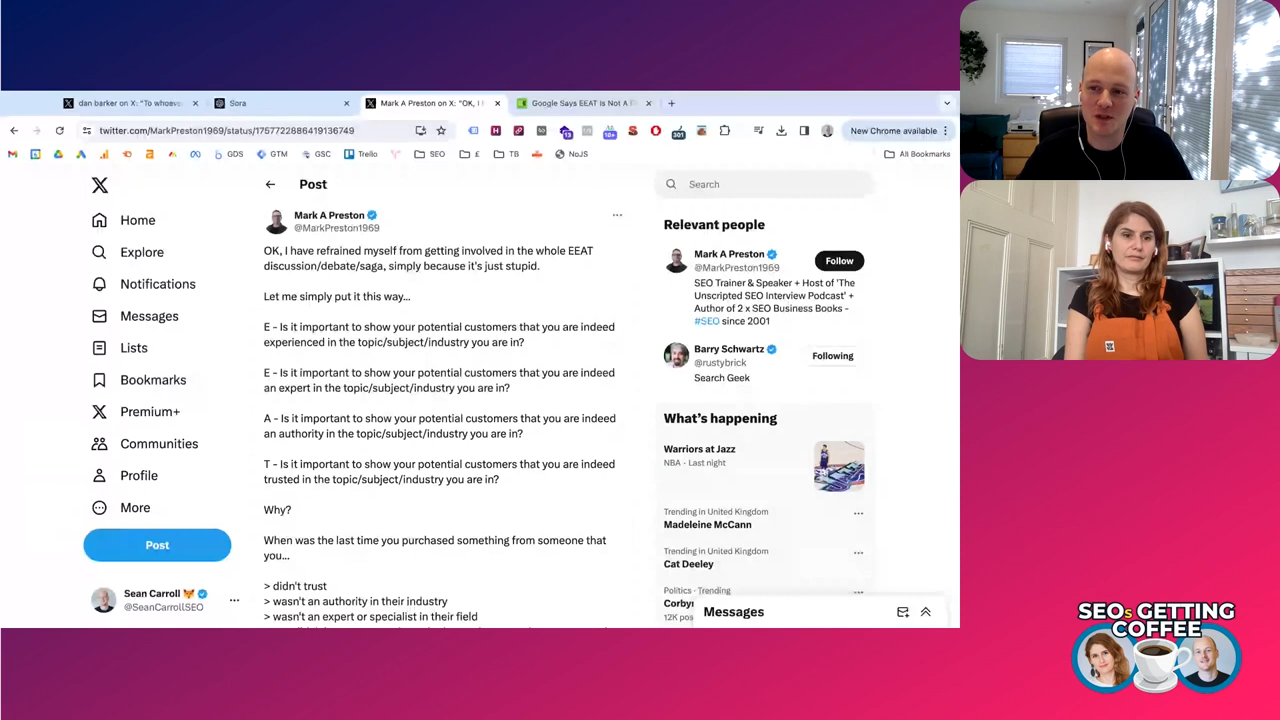 dan barker on X: "To whoeve
Sora
Mark A Preston on X: "OK, I
Google Says EEAT Is Not A
twitter.com/MarkPreston1969/status/1757722886419136749
New Chrome available
GDS
GTM
GSC
Trello
SEO
£
TB
NoJS
All Bookmarks
Home
Explore
Notifications
Messages
Lists
Bookmarks
Premium+
Communities
Profile
More
Post
Sean Carroll
@SeanCarrollSEO
Post
Mark A Preston
@MarkPreston1969
OK, I have refrained myself from getting involved in the whole EEAT
discussion/debate/saga, simply because it's just stupid.
Let me simply put it this way...
E - Is it important to show your potential customers that you are indeed
experienced in the topic/subject/industry you are in?
E - Is it important to show your potential customers that you are indeed
an expert in the topic/subject/industry you are in?
A - Is it important to show your potential customers that you are indeed
an authority in the topic/subject/industry you are in?
T - Is it important to show your potential customers that you are indeed
trusted in the topic/subject/industry you are in?
Why?
When was the last time you purchased something from someone that
you...
> didn't trust
> wasn't an authority in their industry
> wasn't an expert or specialist in their field
Search
Relevant people
Mark A Preston
@MarkPreston1969
Follow
SEO Trainer & Speaker + Host of 'The
Unscripted SEO Interview Podcast' +
Author of 2 x SEO Business Books -
#SEO since 2001
Barry Schwartz
@rustybrick
Following
Search Geek
What's happening
Warriors at Jazz
NBA · Last night
Trending in United Kingdom
Madeleine McCann
Trending in United Kingdom
Cat Deeley
Politics · Trending
Corbyn
12K pos
Messages
SEOs GETTING
COFFEE